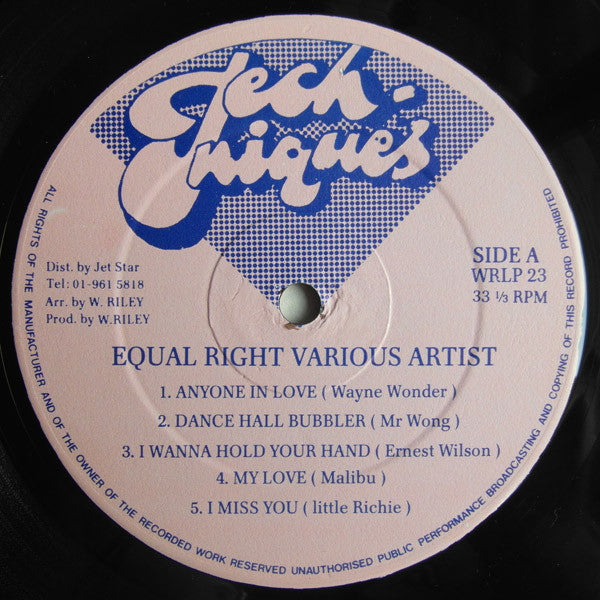 Tech-
niques
Dist. by Jet Star
Tel: 01-961 5818
Arr. by W. RILEY
Prod. by W.RILEY
SIDE A
WRLP 23
33 ⅓ RPM
EQUAL RIGHT VARIOUS ARTIST
1. ANYONE IN LOVE ( Wayne Wonder )
2. DANCE HALL BUBBLER ( Mr Wong )
3. I WANNA HOLD YOUR HAND ( Ernest Wilson )
4. MY LOVE ( Malibu )
5. I MISS YOU ( little Richie )
ALL RIGHTS OF THE MANUFACTURER AND OF THE OWNER OF THE RECORDED WORK RESERVED UNAUTHORISED PUBLIC PERFORMANCE BROADCASTING AND COPYING OF THIS RECORD PROHIBITED